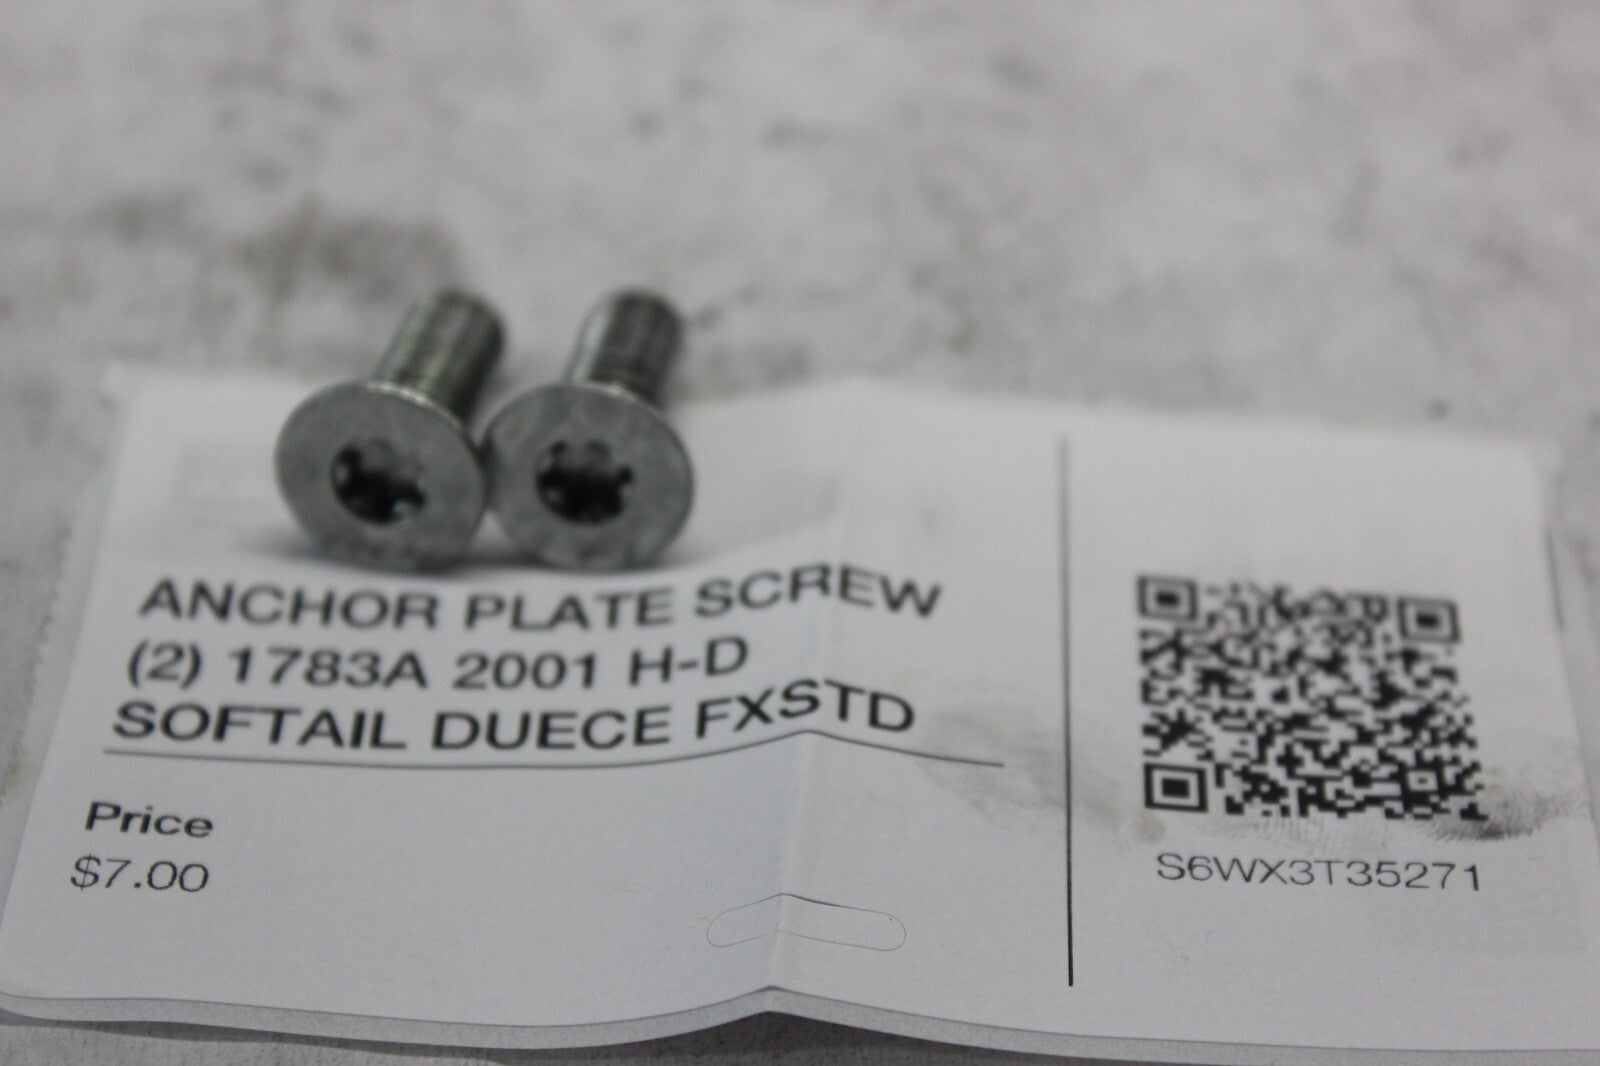 ANCHOR PLATE SCREW
(2) 1783A 2001 H-D
SOFTAIL DUECE FXSTD
Price
$7.00
S6WX3T35271